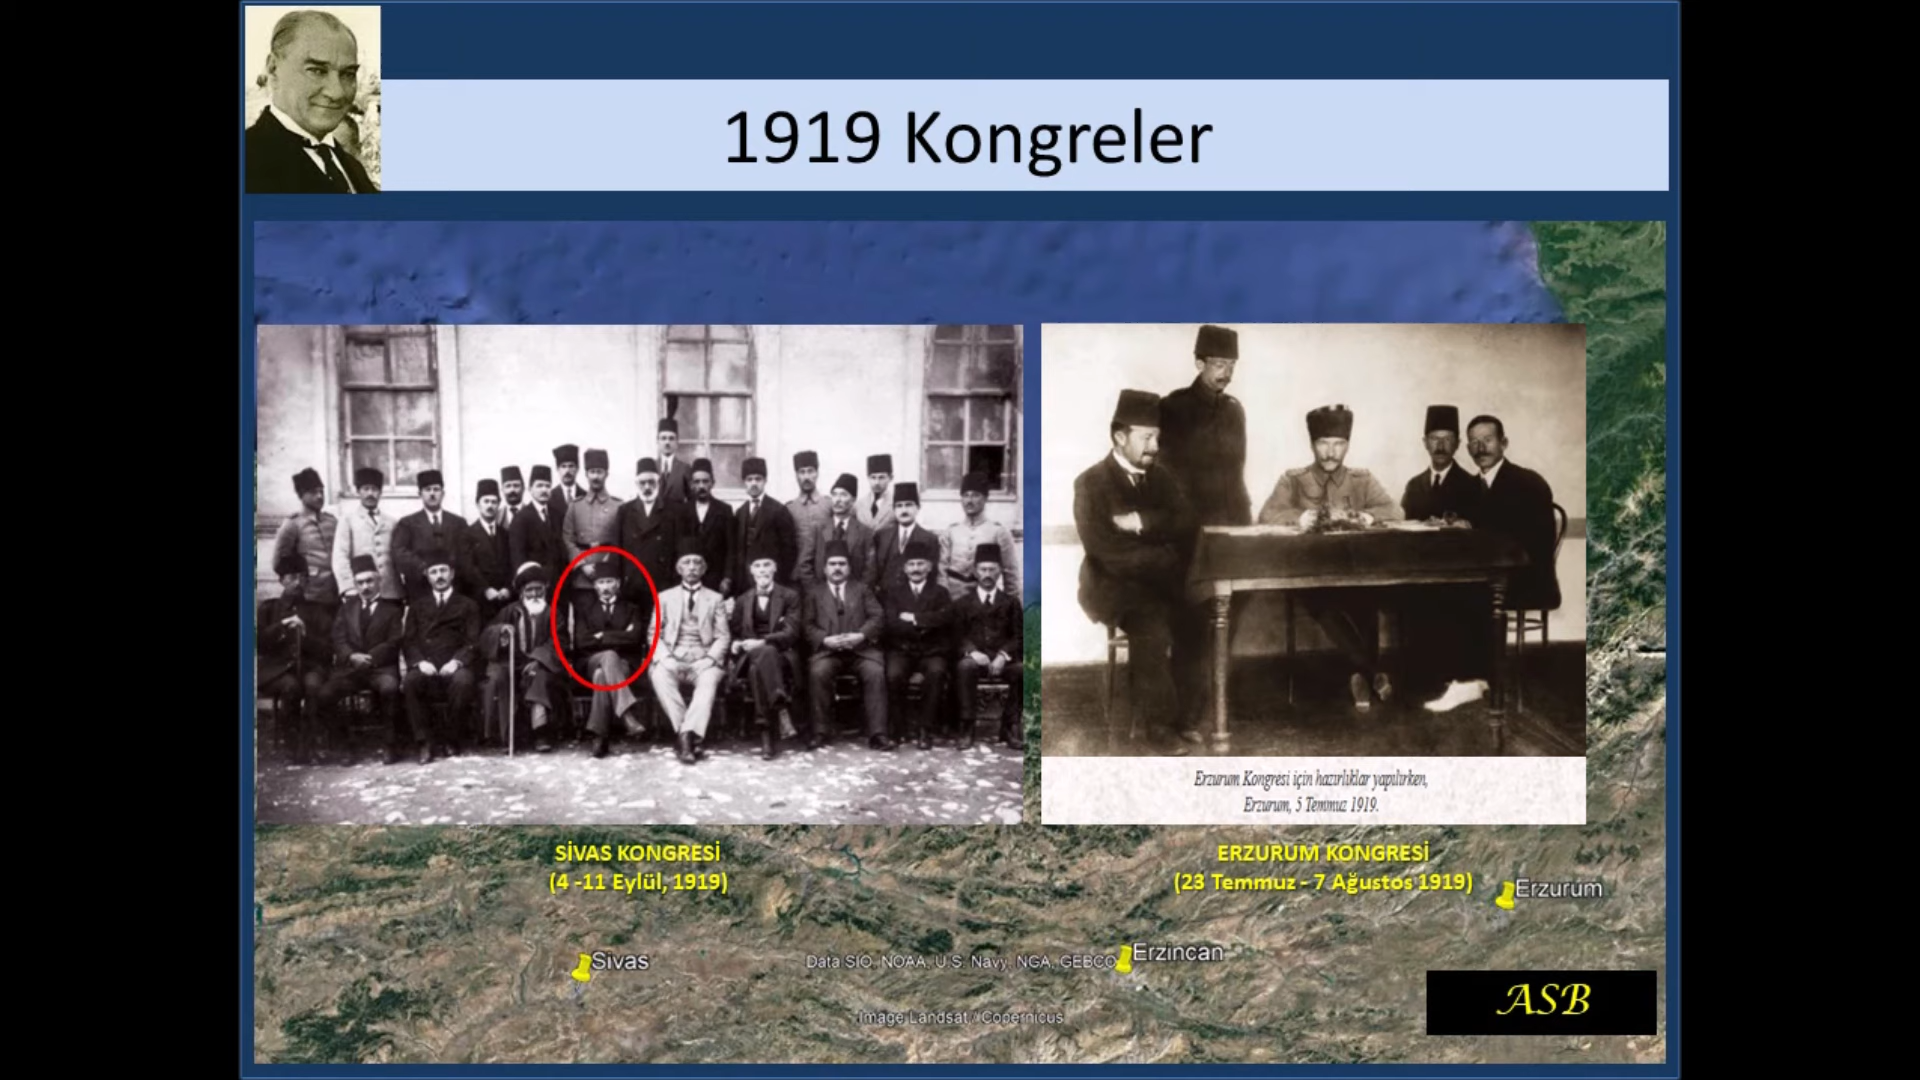 1919 Kongreler
Erzurum Kongresi için hazırlıklar yapılırken,
Erzurum, 5 Temmuz 1919.
SİVAS KONGRESİ
(4 -11 Eylül, 1919)
ERZURUM KONGRESİ
(23 Temmuz - 7 Ağustos 1919)
Erzurum
Sivas
Data SIO, NOAA, U.S. Navy, NGA, GEBCO
Erzincan
Image Landsat / Copernicus
ASB